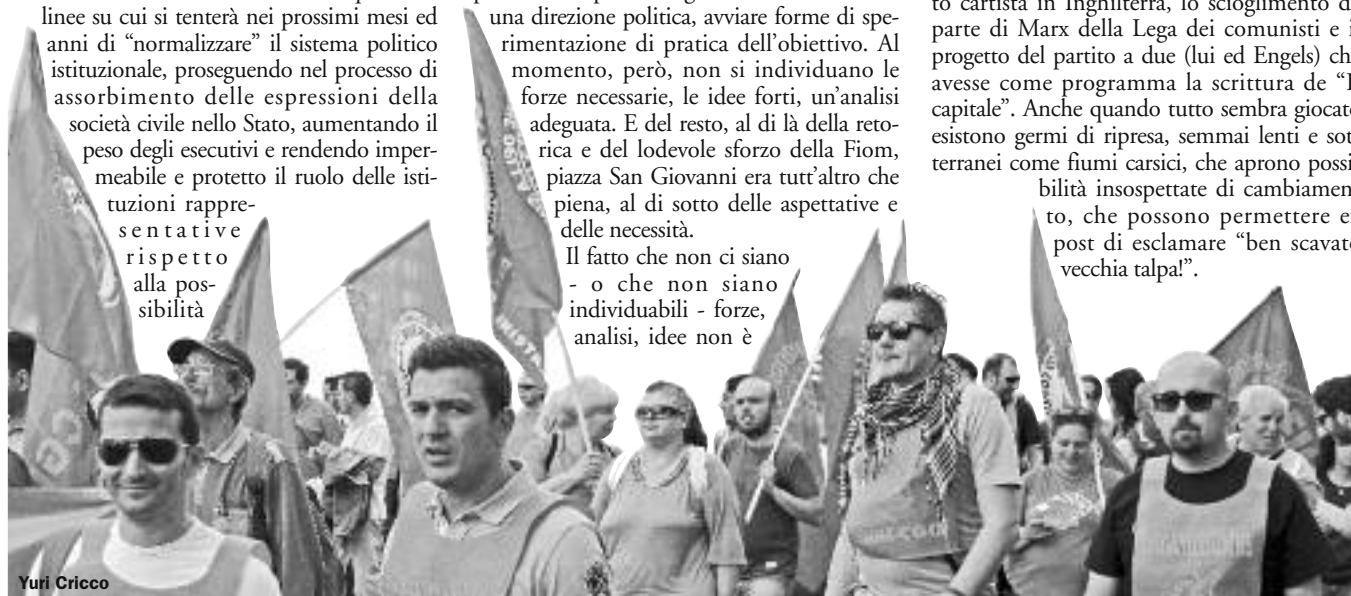 linee su cui si tenterà nei prossimi mesi ed
anni di “normalizzare” il sistema politico
istituzionale, proseguendo nel processo di
assorbimento delle espressioni della
società civile nello Stato, aumentando il
peso degli esecutivi e rendendo imper-
meabile e protetto il ruolo delle isti-
tuzioni rappre-
sentative
rispetto
alla pos-
sibilità
una direzione politica, avviare forme di spe-
rimentazione di pratica dell’obiettivo. Al
momento, però, non si individuano le
forze necessarie, le idee forti, un’analisi
adeguata. E del resto, al di là della reto-
rica e del lodevole sforzo della Fiom,
piazza San Giovanni era tutt’altro che
piena, al di sotto delle aspettative e
delle necessità.
Il fatto che non ci siano
- o che non siano
individuabili - forze,
analisi, idee non è
to cartista in Inghilterra, lo scioglimento d
parte di Marx della Lega dei comunisti e i
progetto del partito a due (lui ed Engels) ch
avesse come programma la scrittura de “I
capitale”. Anche quando tutto sembra giocat
esistono germi di ripresa, semmai lenti e sot
terranei come fiumi carsici, che aprono possi
bilità insospettate di cambiamen
to, che possono permettere e
post di esclamare “ben scavat
vecchia talpa!”.
Yuri Cricco